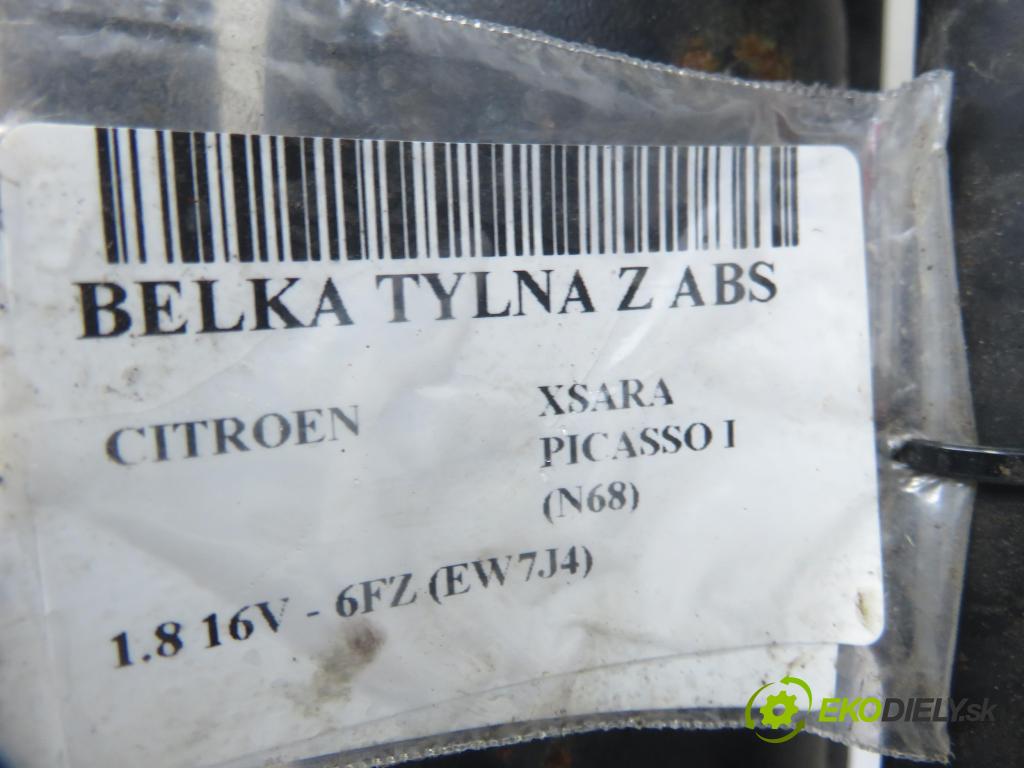 BELKA TYLNA Z ABS
CITROEN
XSARA
PICASSO I
(N68)
1.8 16V - 6FZ (EW7J4)
EKODIELY.sk